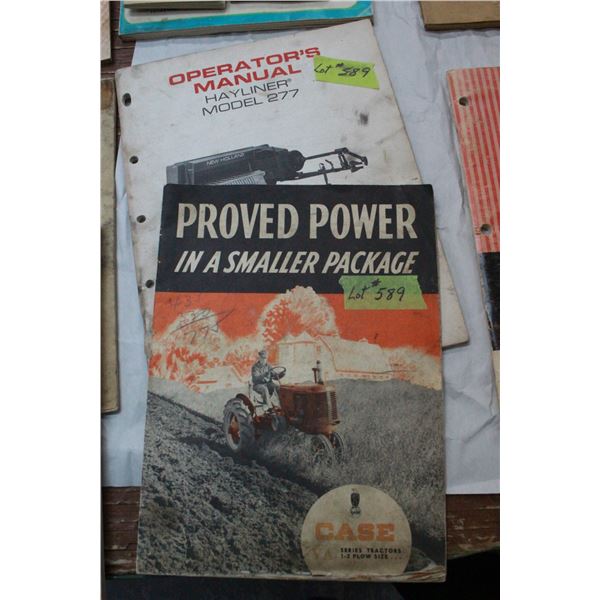 OPERATOR'S
MANUAL
HAYLINER®
MODEL 277
Lot # 589
NEW HOLLAND
PROVED POWER
IN A SMALLER PACKAGE
Lot # 589
CASE
VA SERIES TRACTORS
1-2 PLOW SIZE ...